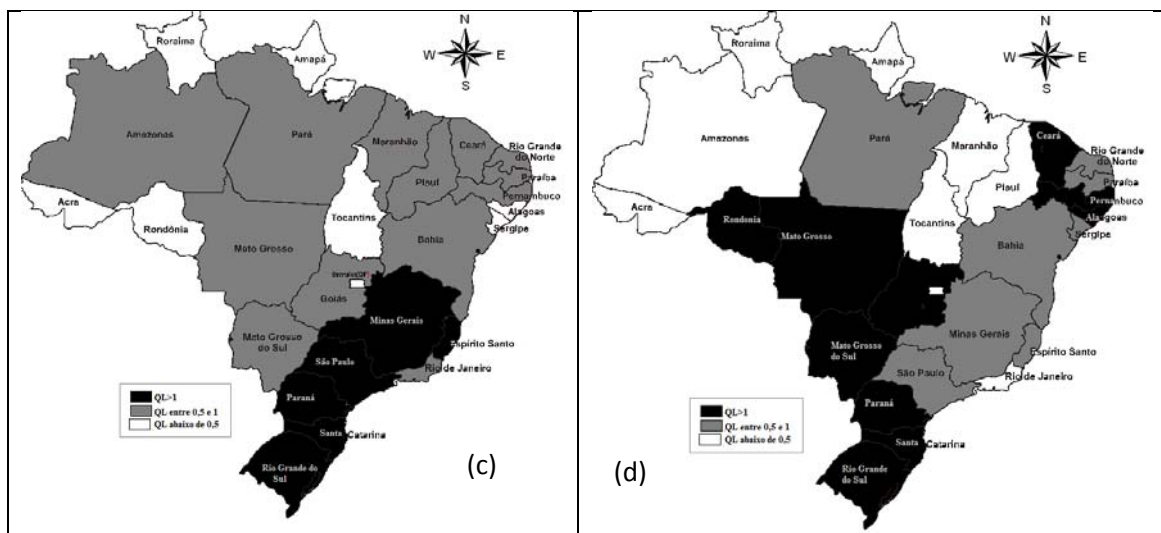 N
W E
S
Roraima
Amapá
Amazonas
Pará
Maranhão
Ceará
Rio Grande
do Norte
Paraíba
Piauí
Pernambuco
Alagoas
Sergipe
Acra
Rondônia
Tocantins
Mato Grosso
Bahia
Goiás
Minas Gerais
Mato Grosso
do Sul
Espírito Santo
São Paulo
Rio de Janeiro
QL>1
QL entre 0,5 e 1
QL abaixo de 0,5
Paraná
Santa Catarina
Rio Grande do
Sul
(c)
N
W E
S
Roraima
Amapá
Amazonas
Pará
Maranhão
Ceará
Rio Grande
do Norte
Paraíba
Piauí
Pernambuco
Alagoas
Sergipe
Acra
Rondonia
Mato Grosso
Tocantins
Bahia
Minas Gerais
Mato Grosso
do Sul
Espírito Santo
São Paulo
Rio de Janeiro
QL>1
QL entre 0,5 e 1
QL abaixo de 0,5
Paraná
Santa Catarina
Rio Grande
do Sul
(d)